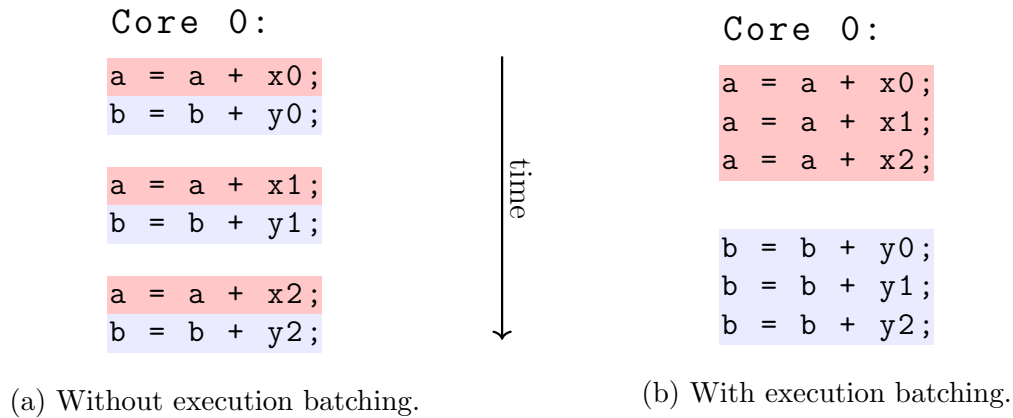 Core 0:
a = a + x0;
b = b + y0;
a = a + x1;
b = b + y1;
a = a + x2;
b = b + y2;
(a) Without execution batching.
time
Core 0:
a = a + x0;
a = a + x1;
a = a + x2;
b = b + y0;
b = b + y1;
b = b + y2;
(b) With execution batching.